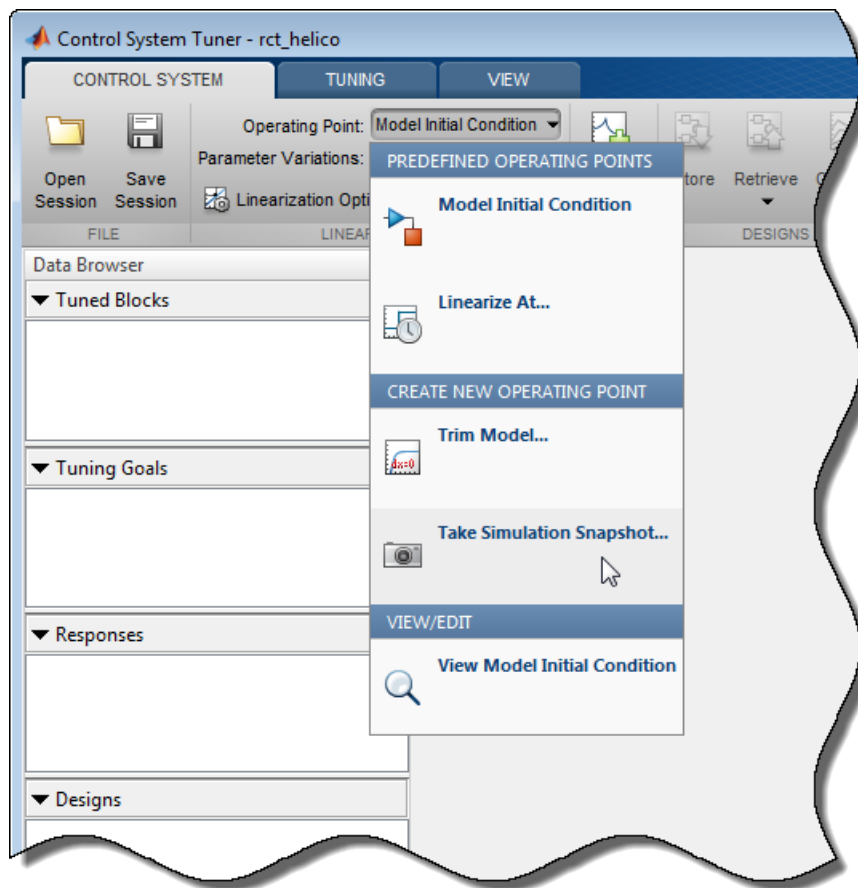 Control System Tuner - rct_helico
CONTROL SYSTEM
TUNING
VIEW
Open
Session
Save
Session
Operating Point:
Model Initial Condition
Parameter Variations:
Linearization Opti
tore
Retrieve
FILE
LINEAR
DESIGNS
PREDEFINED OPERATING POINTS
Model Initial Condition
Linearize At...
CREATE NEW OPERATING POINT
dx=0
Trim Model...
Take Simulation Snapshot...
VIEW/EDIT
View Model Initial Condition
Data Browser
Tuned Blocks
Tuning Goals
Responses
Designs